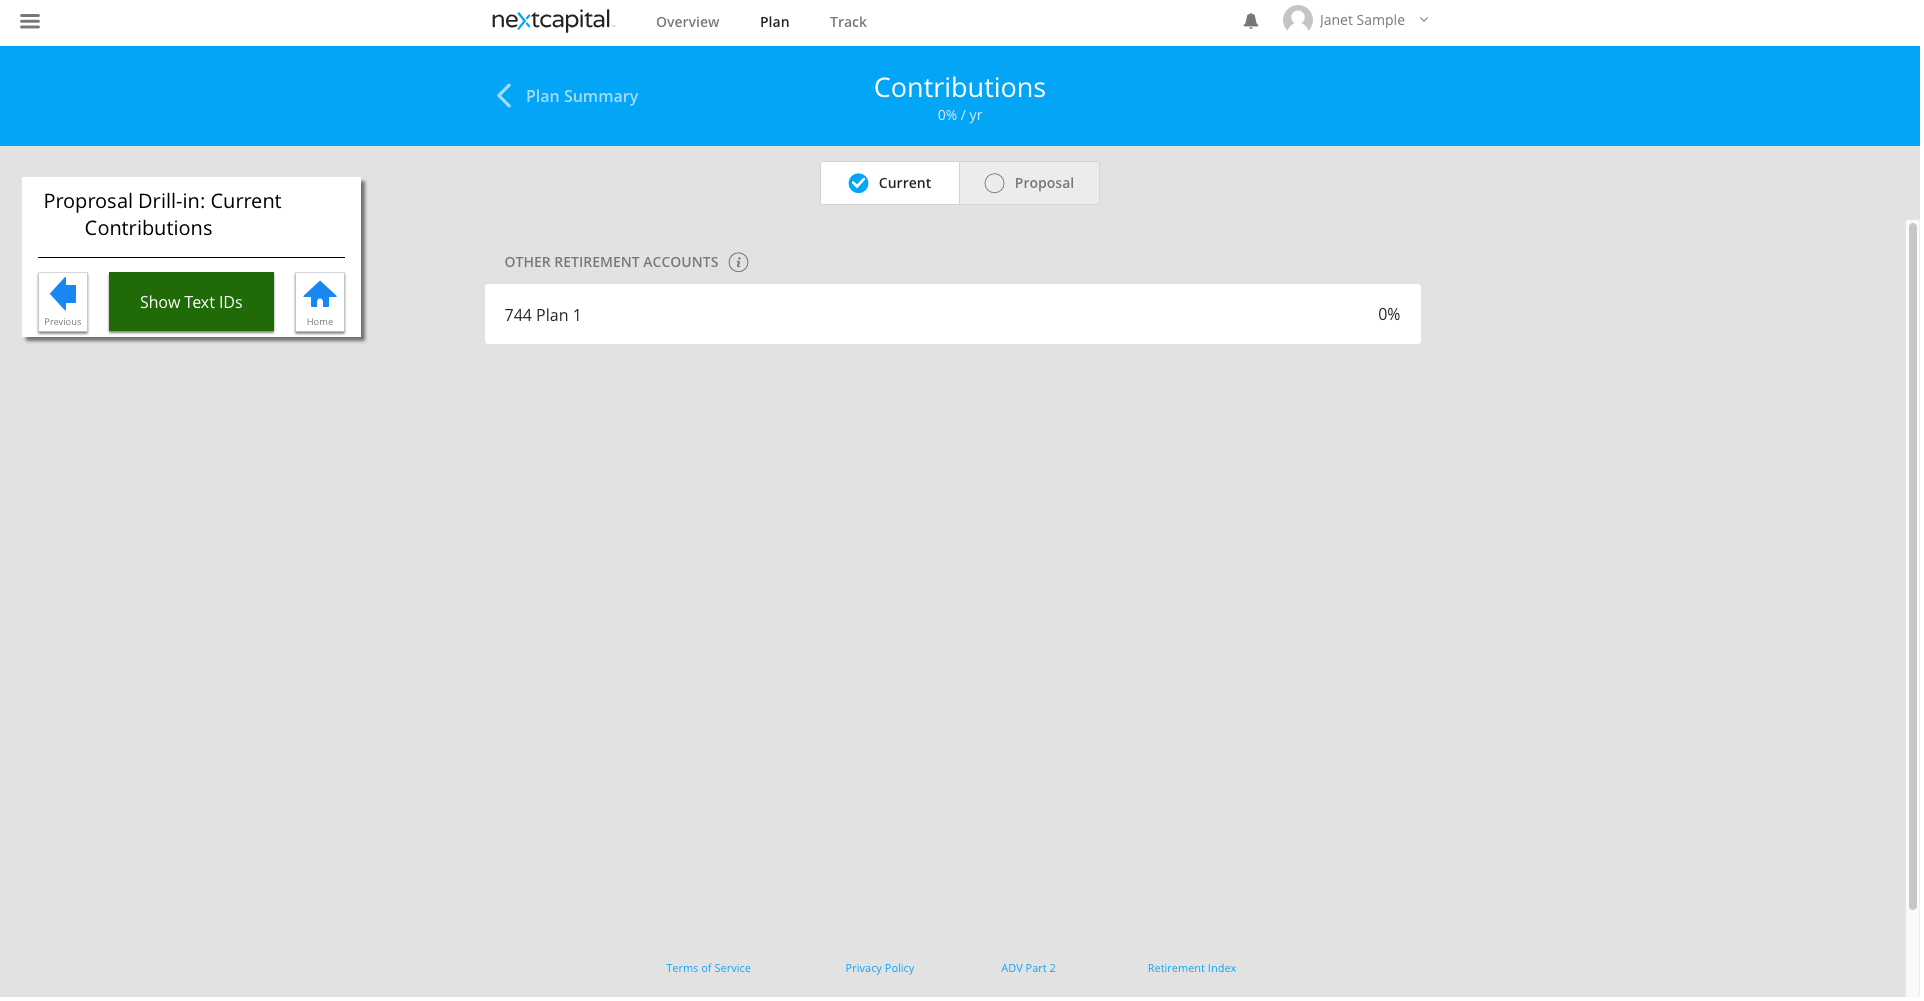 nextcapital
Overview
Plan
Track
Janet Sample
Plan Summary
Contributions
0% / yr
Proprosal Drill-in: Current
Contributions
Previous
Show Text IDs
Home
Current
Proposal
OTHER RETIREMENT ACCOUNTS i
744 Plan 1
0%
Terms of Service
Privacy Policy
ADV Part 2
Retirement Index